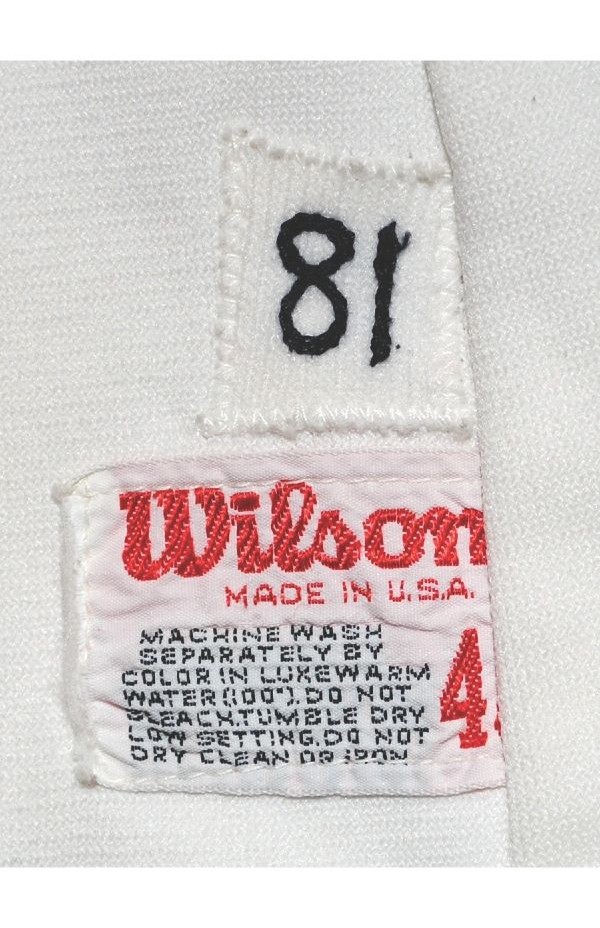 81
Wilson
MADE IN U.S.A.
MACHINE WASH
SEPARATELY BY
COLOR IN LUKEWARM
WATER(100°).DO NOT
BLEACH.TUMBLE DRY
LOW SETTING.DO NOT
DRY CLEAN OR IRON
4